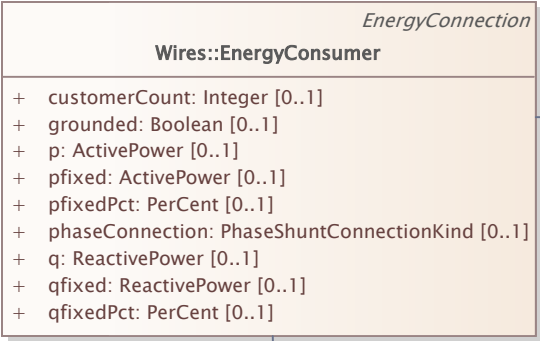 EnergyConnection
Wires::EnergyConsumer
+ customerCount: Integer [0..1]
+ grounded: Boolean [0..1]
+ p: ActivePower [0..1]
+ pfixed: ActivePower [0..1]
+ pfixedPct: PerCent [0..1]
+ phaseConnection: PhaseShuntConnectionKind [0..1]
+ q: ReactivePower [0..1]
+ qfixed: ReactivePower [0..1]
+ qfixedPct: PerCent [0..1]